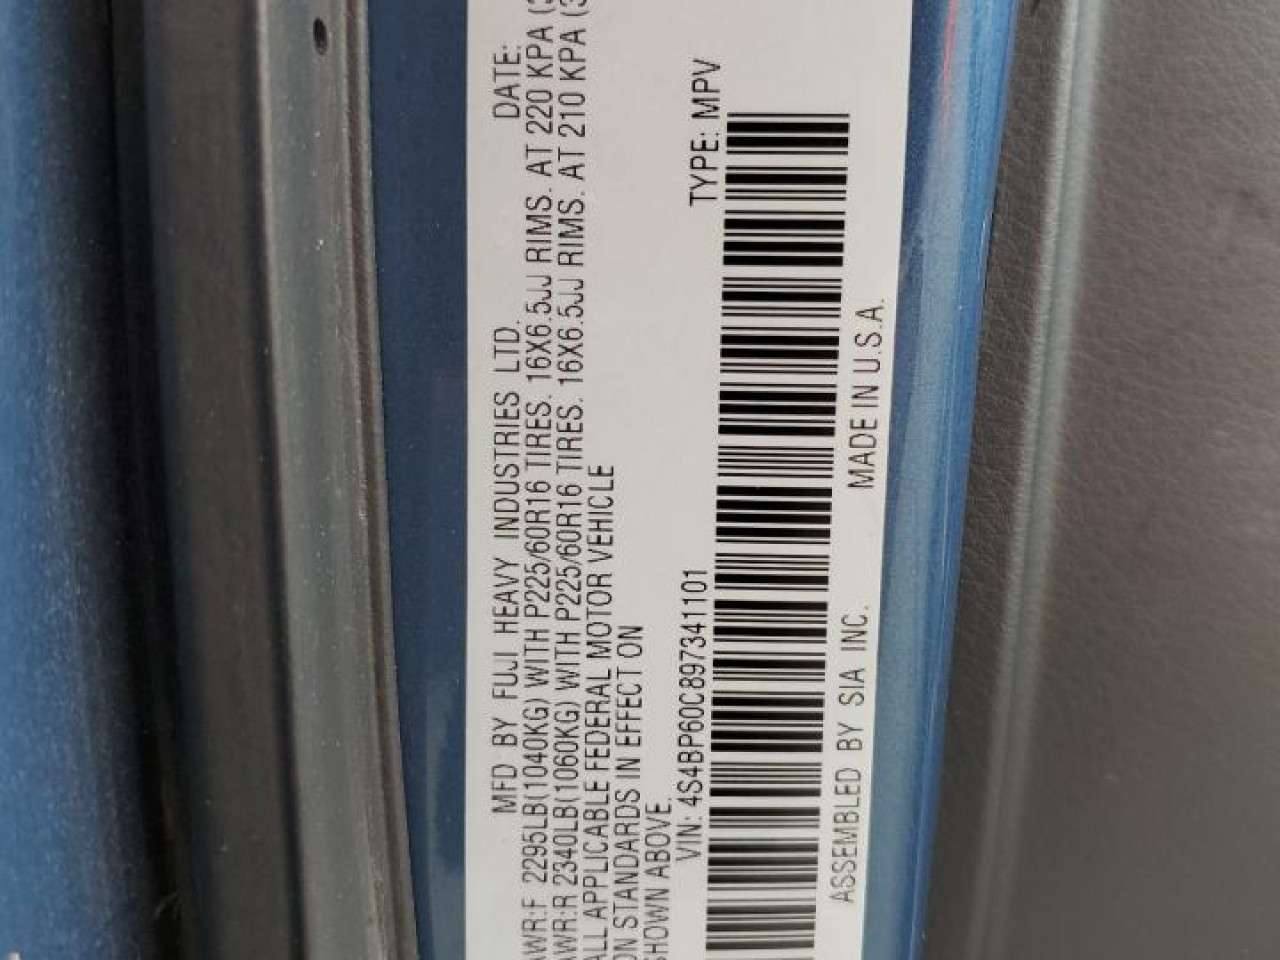 MFD BY FUJI HEAVY INDUSTRIES LTD. DATE:
AWR:F 2295LB(1040KG) WITH P225/60R16 TIRES. 16X6.5JJ RIMS. AT 220 KPA (
AWR:R 2340LB(1060KG) WITH P225/60R16 TIRES. 16X6.5JJ RIMS. AT 210 KPA (
ALL APPLICABLE FEDERAL MOTOR VEHICLE
ON STANDARDS IN EFFECT ON
SHOWN ABOVE.
VIN: 4S4BP60C897341101 TYPE: MPV
ASSEMBLED BY SIA INC. MADE IN U.S.A.